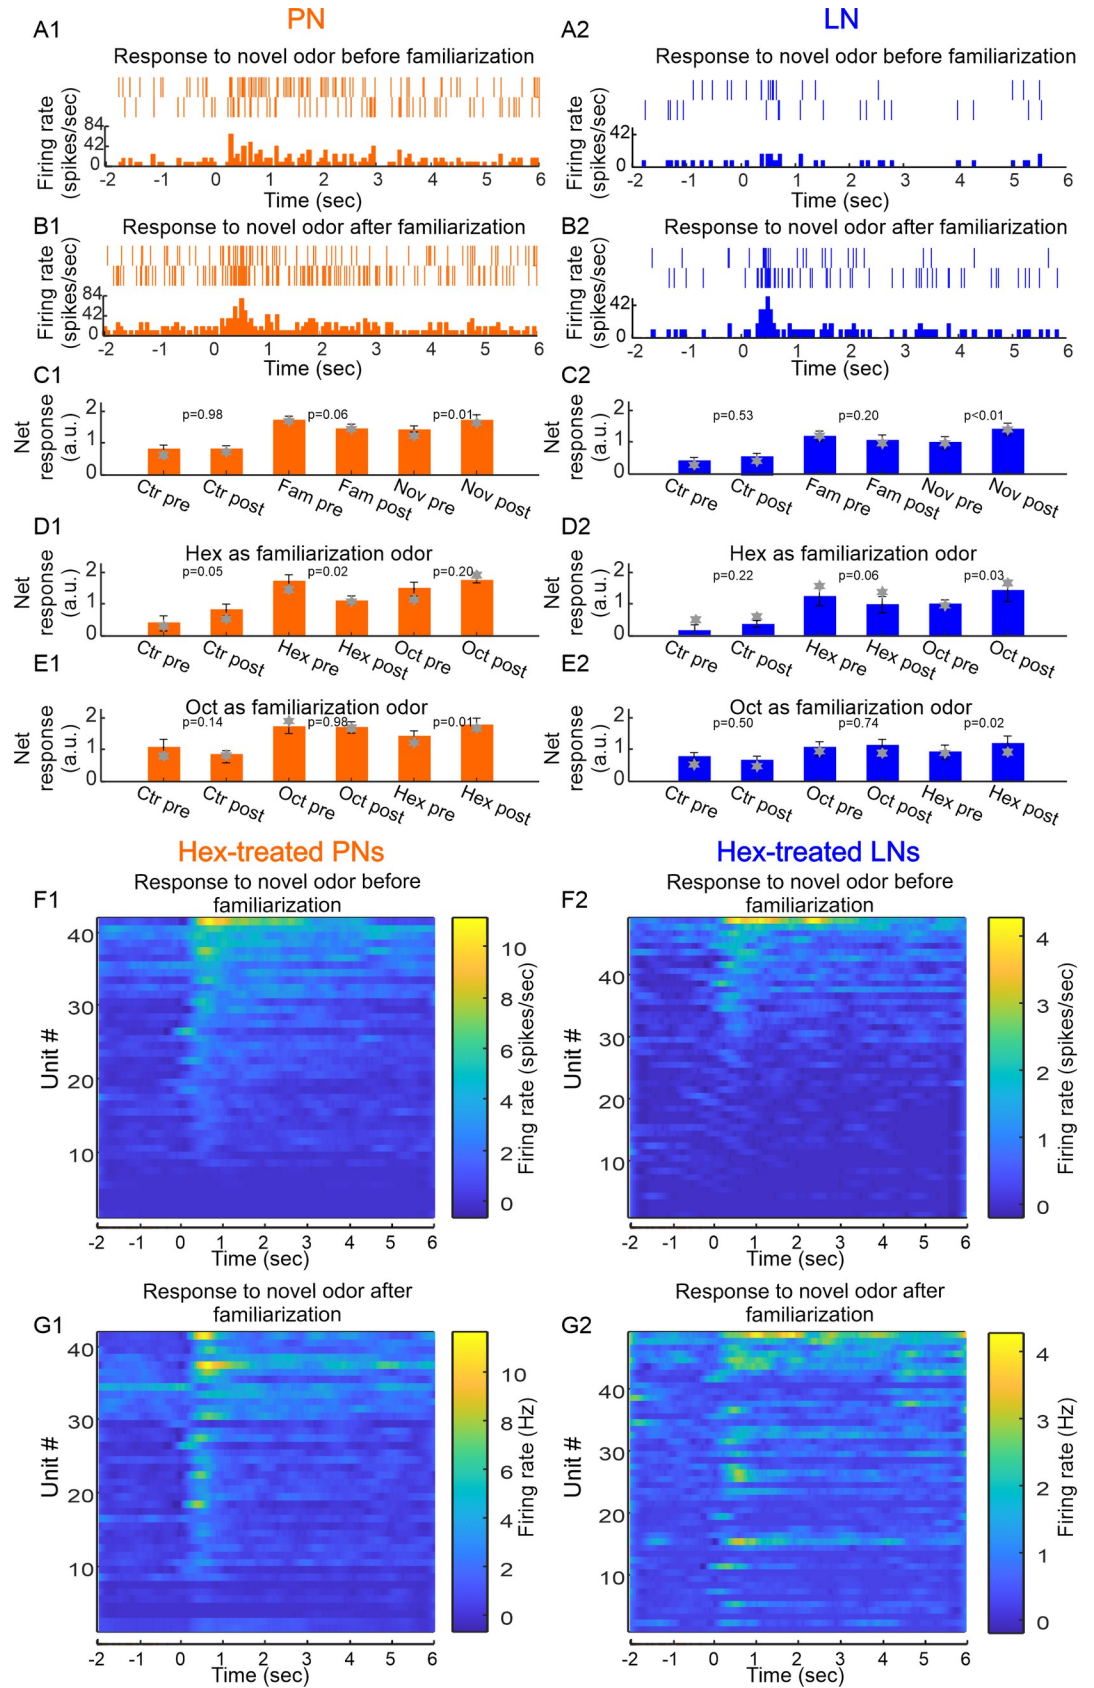 PN
LN
A1
A2
Response to novel odor before familiarization
Response to novel odor before familiarization
Firing rate
(spikes/sec)
84
42
0
-2 -1 0 1 2 3 4 5 6
Time (sec)
Firing rate
(spikes/sec)
42
0
-2 -1 0 1 2 3 4 5 6
Time (sec)
B1
Response to novel odor after familiarization
B2
Response to novel odor after familiarization
Firing rate
(spikes/sec)
84
42
0
-2 -1 0 1 2 3 4 5 6
Time (sec)
Firing rate
(spikes/sec)
42
0
-2 -1 0 1 2 3 4 5 6
Time (sec)
C1
Net
response
(a.u.)
2
1
0
p=0.98 p=0.06 p=0.01
Ctr pre Ctr post Fam pre Fam post Nov pre Nov post
C2
Net
response
(a.u.)
2
1
0
p=0.53 p=0.20 p<0.01
Ctr pre Ctr post Fam pre Fam post Nov pre Nov post
D1
Hex as familiarization odor
Net
response
(a.u.)
2
1
0
p=0.05 p=0.02 p=0.20
Ctr pre Ctr post Hex pre Hex post Oct pre Oct post
D2
Hex as familiarization odor
Net
response
(a.u.)
2
1
0
p=0.22 p=0.06 p=0.03
Ctr pre Ctr post Hex pre Hex post Oct pre Oct post
E1
Oct as familiarization odor
Net
response
(a.u.)
2
1
0
p=0.14 p=0.98 p=0.01
Ctr pre Ctr post Oct pre Oct post Hex pre Hex post
E2
Oct as familiarization odor
Net
response
(a.u.)
2
1
0
p=0.50 p=0.74 p=0.02
Ctr pre Ctr post Oct pre Oct post Hex pre Hex post
Hex-treated PNs
Hex-treated LNs
F1
Response to novel odor before
familiarization
Unit #
40
30
20
10
-2 -1 0 1 2 3 4 5 6
Time (sec)
10
8
6
4
2
0
Firing rate (spikes/sec)
F2
Response to novel odor before
familiarization
Unit #
40
30
20
10
-2 -1 0 1 2 3 4 5 6
Time (sec)
4
3
2
1
0
Firing rate (spikes/sec)
G1
Response to novel odor after
familiarization
Unit #
40
30
20
10
-2 -1 0 1 2 3 4 5 6
Time (sec)
10
8
6
4
2
0
Firing rate (Hz)
G2
Response to novel odor after
familiarization
Unit #
40
30
20
10
-2 -1 0 1 2 3 4 5 6
Time (sec)
4
3
2
1
0
Firing rate (Hz)